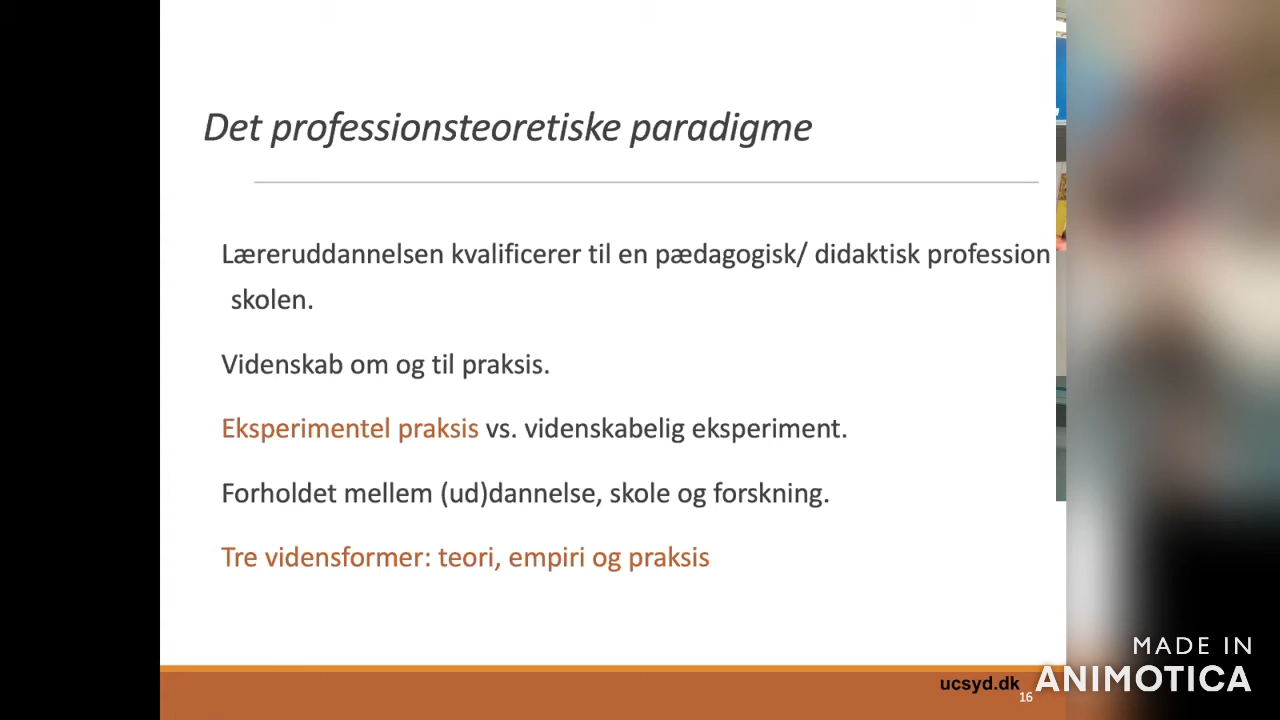 Det professionsteoretiske paradigme
Læreruddannelsen kvalificerer til en pædagogisk/ didaktisk profession
skolen.
Videnskab om og til praksis.
Eksperimentel praksis vs. videnskabelig eksperiment.
Forholdet mellem (ud)dannelse, skole og forskning.
Tre vidensformer: teori, empiri og praksis
ucsyd.dk
16
MADE IN
ANIMOTICA